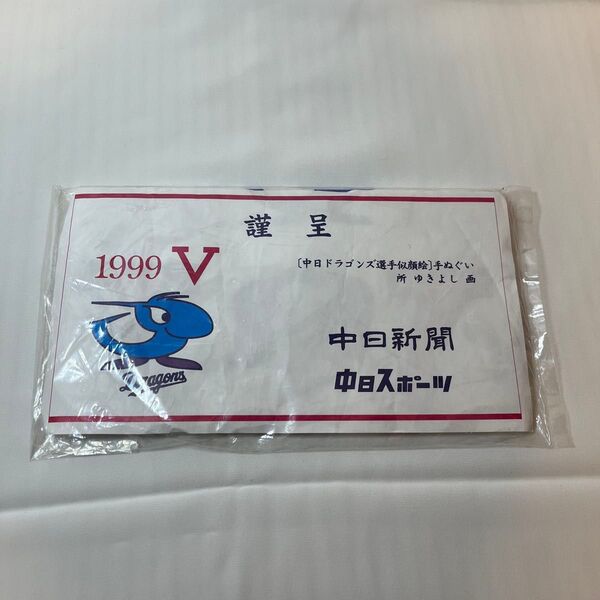 謹呈
1999 V
〔中日ドラゴンズ選手似顔絵〕手ぬぐい
所 ゆきよし 画
Dragons
中日新聞
中日スポーツ